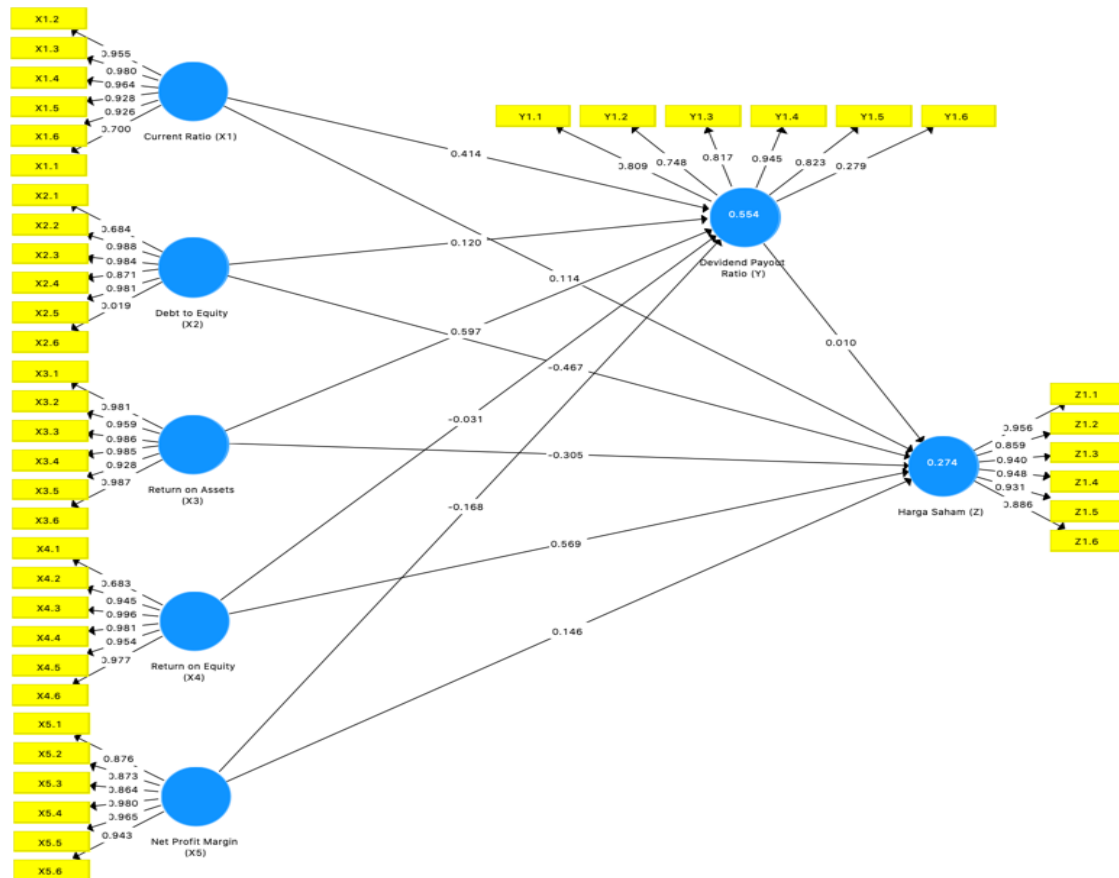 X1.2
X1.3
X1.4
X1.5
X1.6
X1.1
0.955
0.980
0.964
0.928
0.926
0.700
Current Ratio (X1)
X2.1
X2.2
X2.3
X2.4
X2.5
X2.6
0.684
0.988
0.984
0.871
0.981
0.019
Debt to Equity
(X2)
X3.1
X3.2
X3.3
X3.4
X3.5
X3.6
0.981
0.959
0.986
0.985
0.928
0.987
Return on Assets
(X3)
X4.1
X4.2
X4.3
X4.4
X4.5
X4.6
0.683
0.945
0.996
0.981
0.954
0.977
Return on Equity
(X4)
X5.1
X5.2
X5.3
X5.4
X5.5
X5.6
0.876
0.873
0.864
0.980
0.965
0.943
Net Profit Margin
(X5)
0.414
0.120
0.114
0.597
-0.467
-0.031
-0.305
-0.168
0.569
0.146
0.010
Y1.1
Y1.2
Y1.3
Y1.4
Y1.5
Y1.6
0.809
0.748
0.817
0.945
0.823
0.279
0.554
Devidend Payout
Ratio (Y)
0.274
Harga Saham (Z)
0.956
0.859
0.940
0.948
0.931
0.886
Z1.1
Z1.2
Z1.3
Z1.4
Z1.5
Z1.6